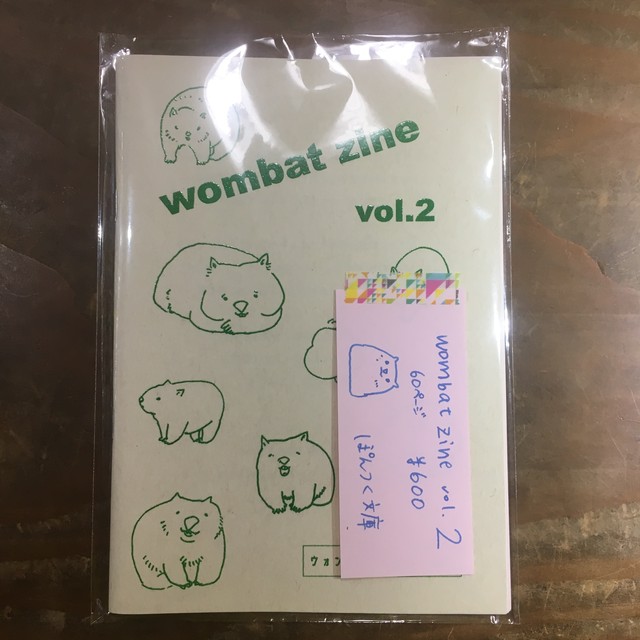 wombat zine
vol.2
wombat zine vol. 2
60ページ ¥600
ぽんつく文庫
ウォン